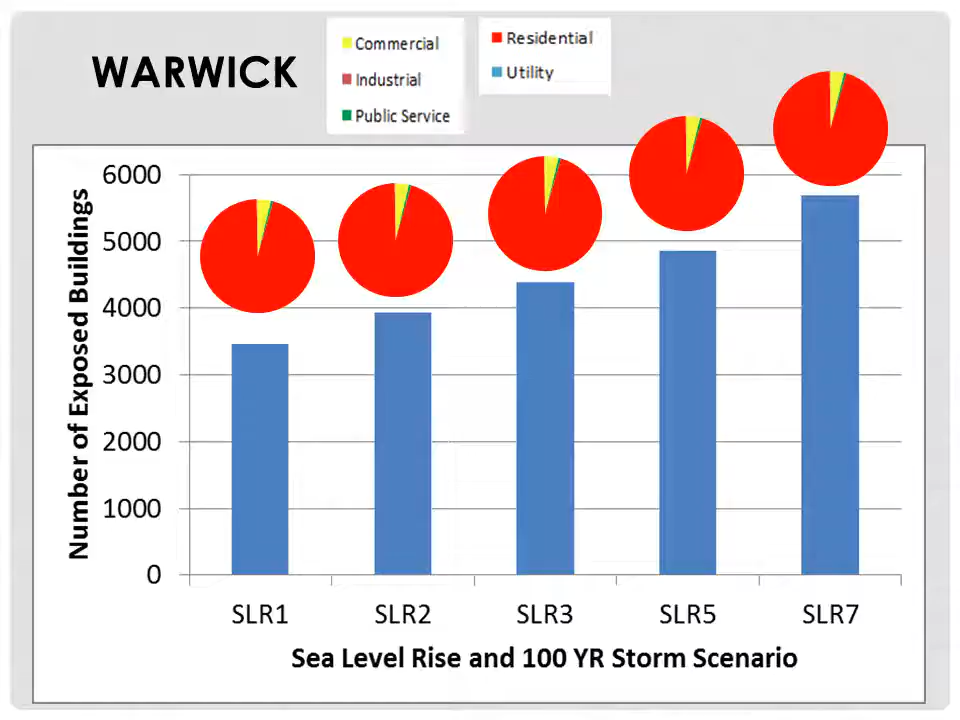 WARWICK
Commercial
Industrial
Public Service
Residential
Utility
6000
5000
4000
3000
2000
1000
0
Number of Exposed Buildings
SLR1 SLR2 SLR3 SLR5 SLR7
Sea Level Rise and 100 YR Storm Scenario